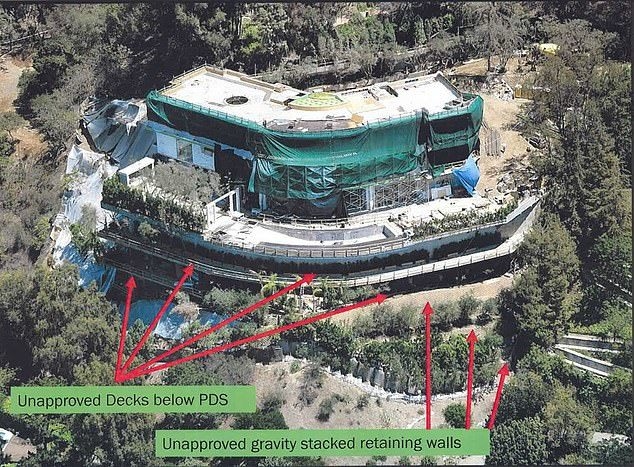 Unapproved Decks below PDS
Unapproved gravity stacked retaining walls